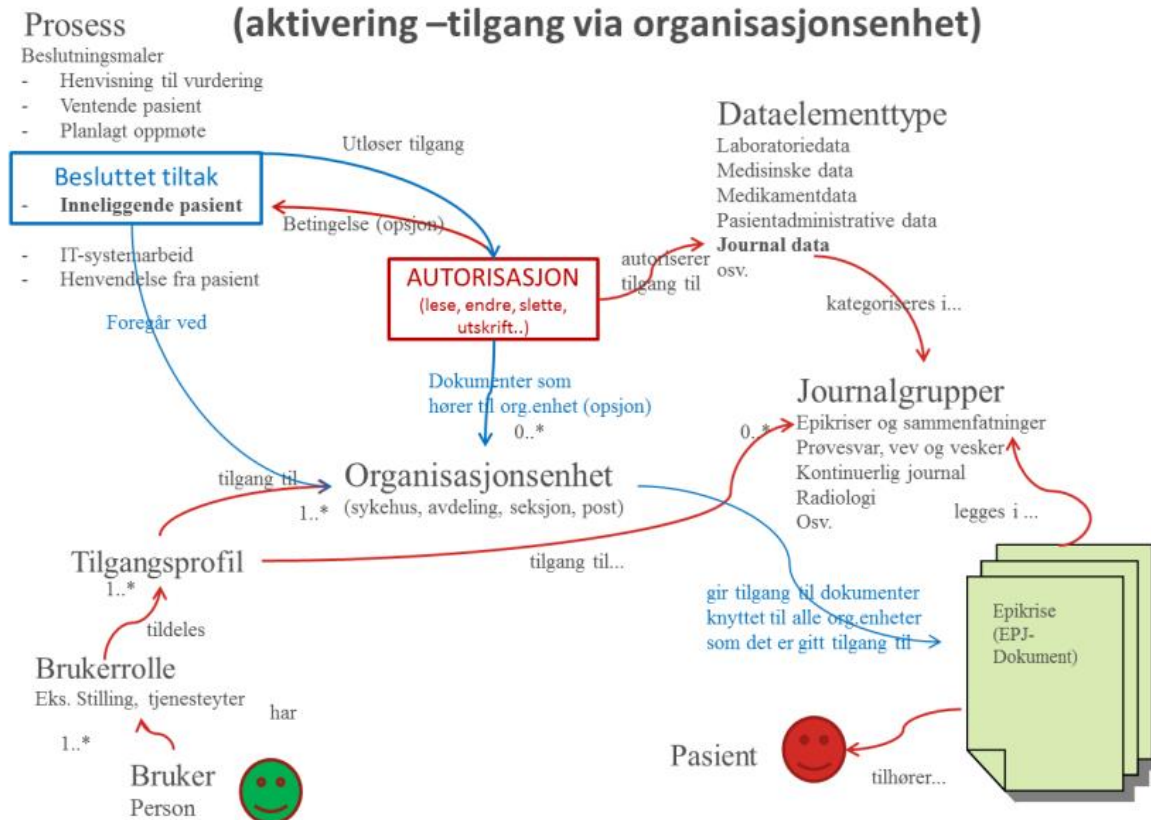 (aktivering –tilgang via organisasjonsenhet)
Prosess
Beslutningsmaler
- Henvisning til vurdering
- Ventende pasient
- Planlagt oppmøte
Besluttet tiltak
- Inneliggende pasient
- IT-systemarbeid
- Henvendelse fra pasient
Foregår ved
Utløser tilgang
Betingelse (opsjon)
AUTORISASJON
(lese, endre, slette,
utskrift..)
autoriserer
tilgang til
Dataelementtype
Laboratoriedata
Medisinske data
Medikamentdata
Pasientadministrative data
Journal data
osv.
kategoriseres i...
Dokumenter som
hører til org.enhet (opsjon)
0..*
0..*
Journalgrupper
Epikriser og sammenfatninger
Prøvesvar, vev og vesker
Kontinuerlig journal
Radiologi
Osv.
legges i ...
tilgang til
1..*
Organisasjonsenhet
(sykehus, avdeling, seksjon, post)
Tilgangsprofil
1..*
tilgang til...
tildeles
gir tilgang til dokumenter
knyttet til alle org.enheter
som det er gitt tilgang til
Epikrise
(EPJ-
Dokument)
Brukerrolle
Eks. Stilling, tjenesteyter
har
1..*
Bruker
Person
Pasient
tilhører...